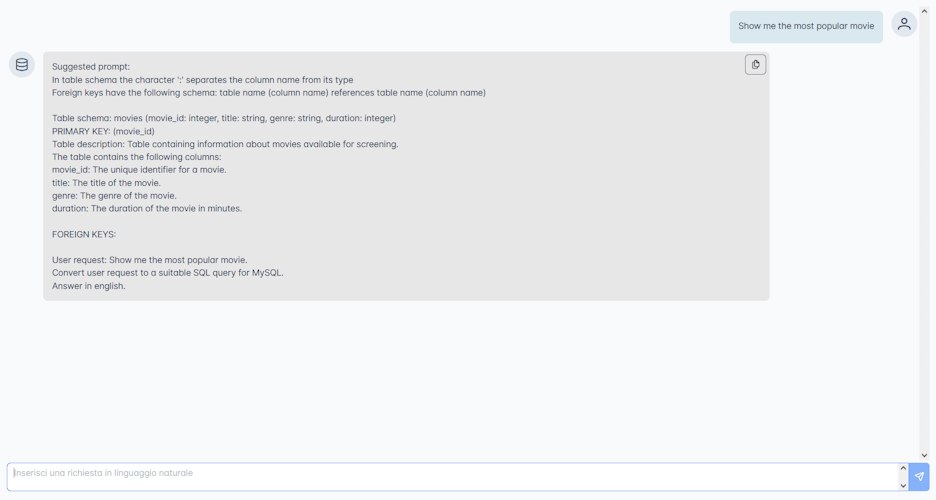 Show me the most popular movie
Suggested prompt:
In table schema the character ':' separates the column name from its type
Foreign keys have the following schema: table name (column name) references table name (column name)
Table schema: movies (movie_id: integer, title: string, genre: string, duration: integer)
PRIMARY KEY: (movie_id)
Table description: Table containing information about movies available for screening.
The table contains the following columns:
movie_id: The unique identifier for a movie.
title: The title of the movie.
genre: The genre of the movie.
duration: The duration of the movie in minutes.
FOREIGN KEYS:
User request: Show me the most popular movie.
Convert user request to a suitable SQL query for MySQL.
Answer in english.
Inserisci una richiesta in linguaggio naturale